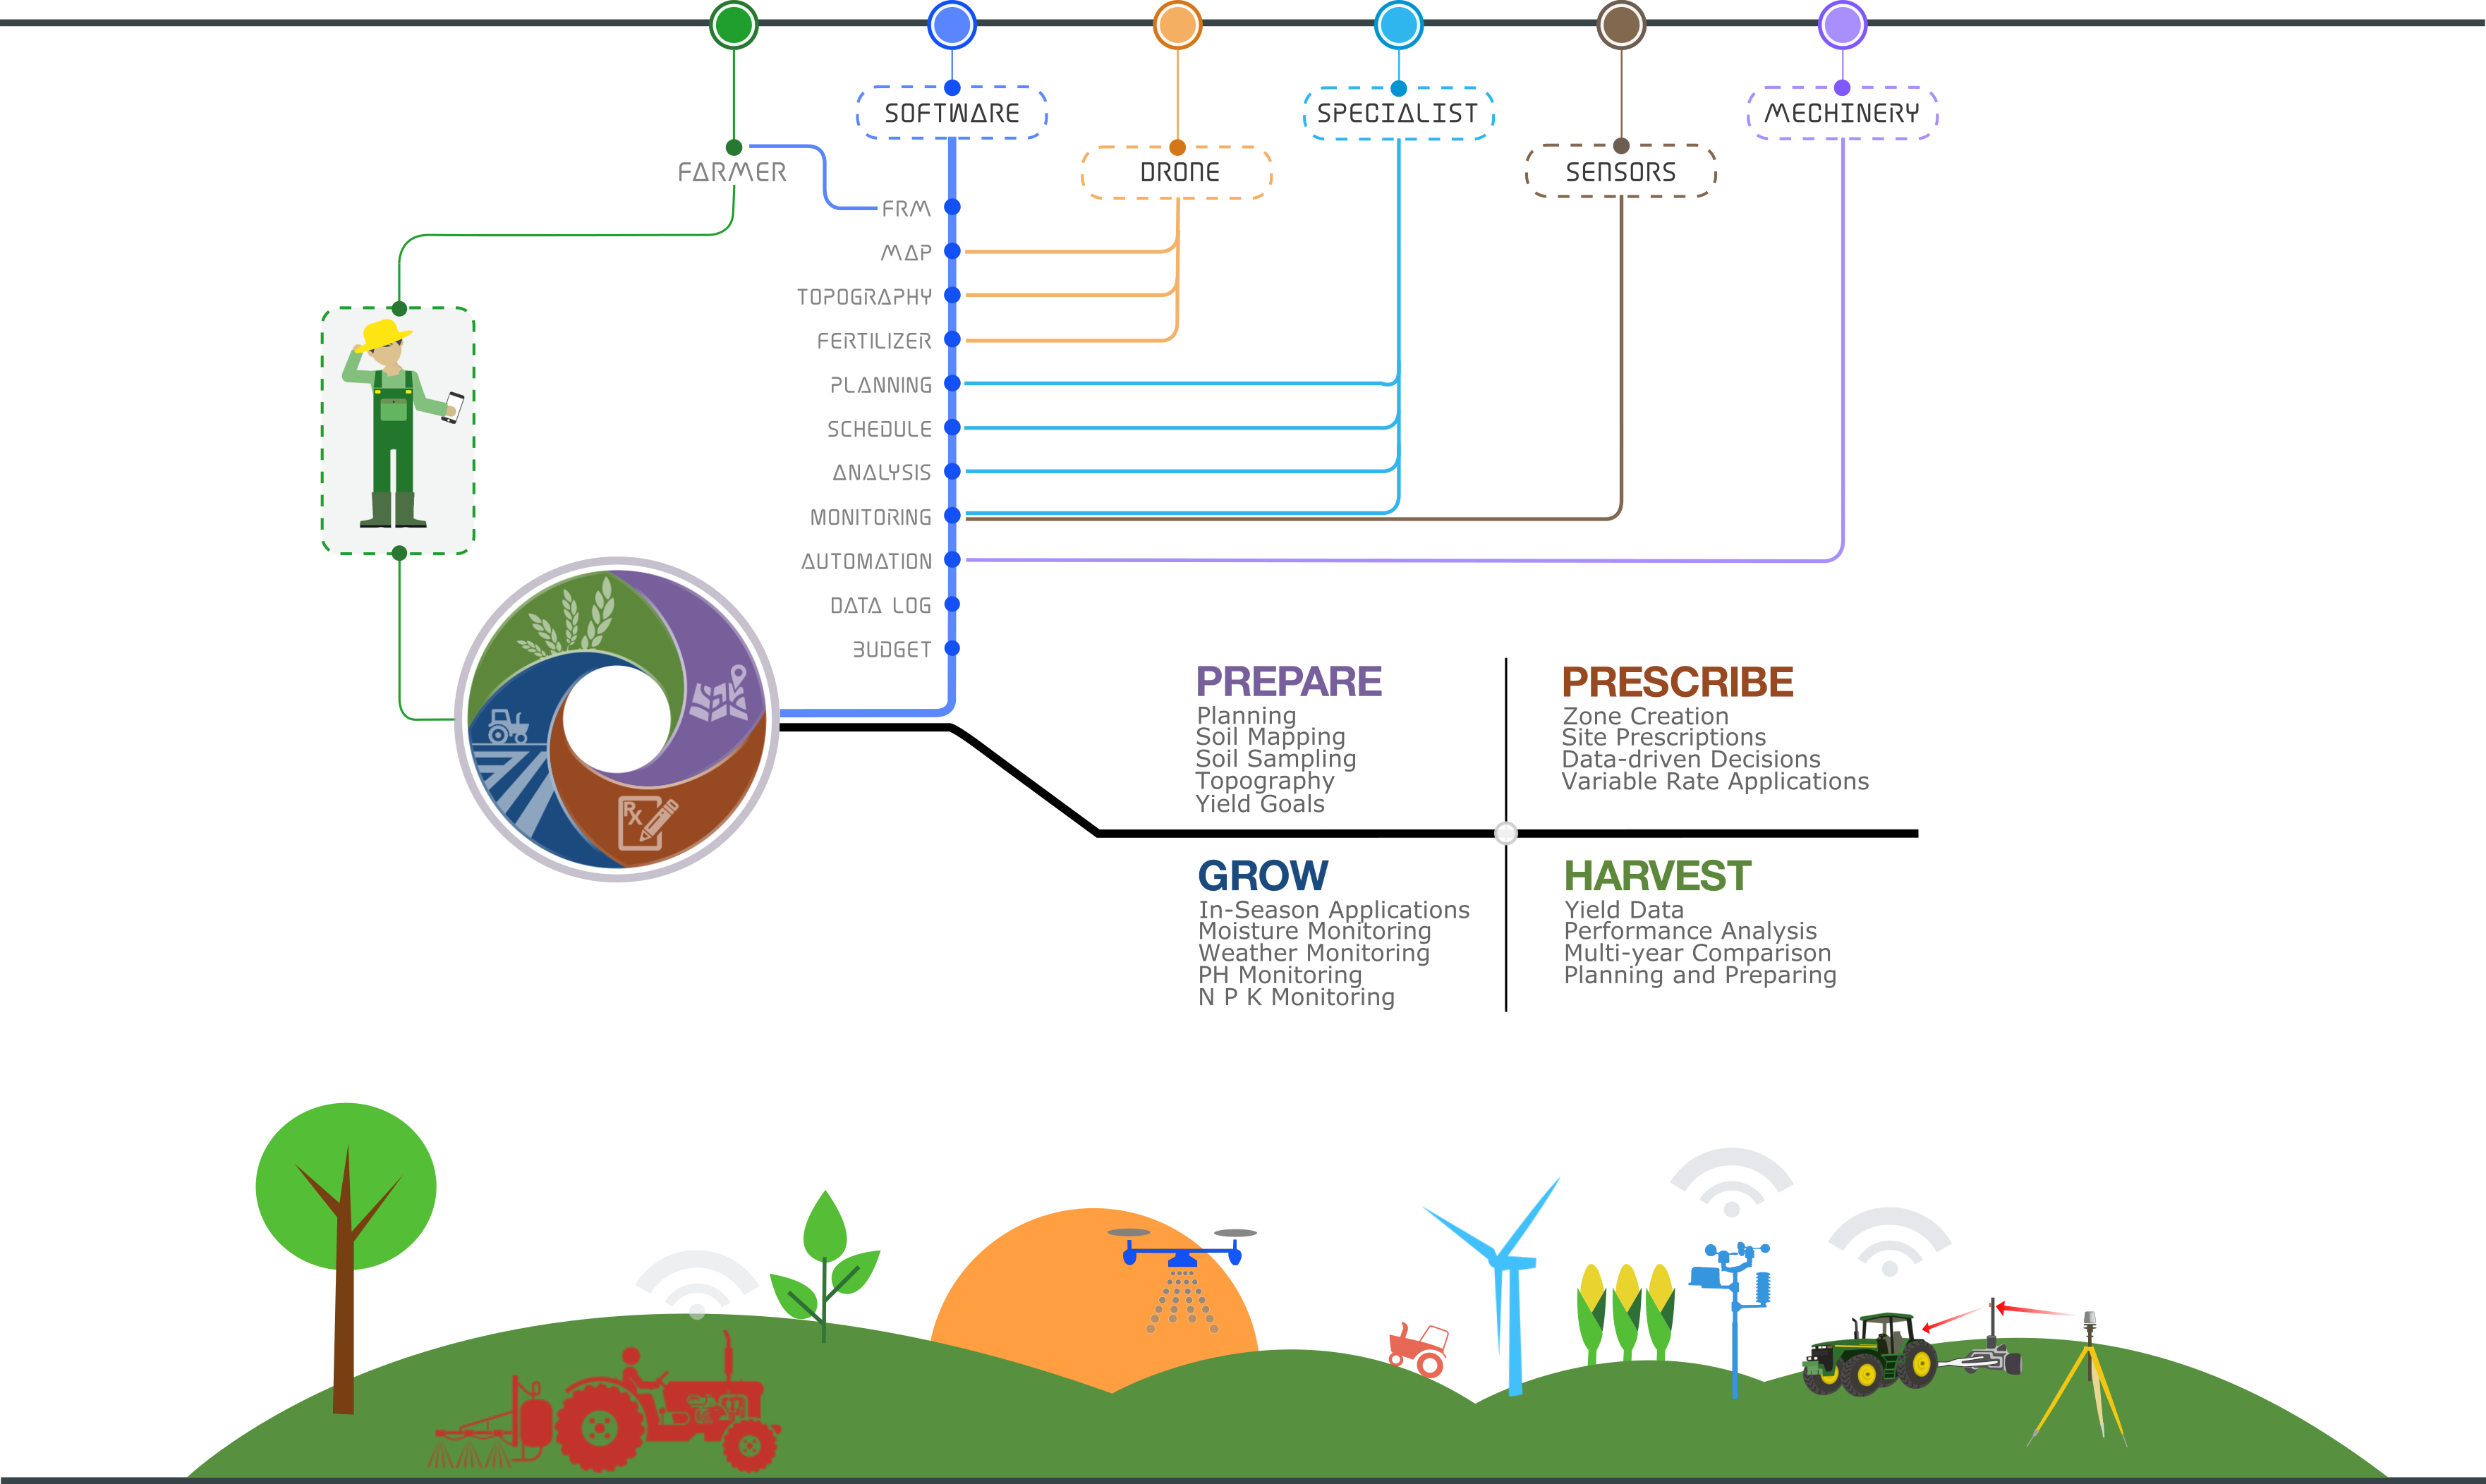 SOFTWARE
SPECIALIST
MECHINERY
FARMER
DRONE
SENSORS
FRM
MAP
TOPOGRAPHY
FERTILIZER
PLANNING
SCHEDULE
ANALYSIS
MONITORING
AUTOMATION
DATA LOG
BUDGET
RX
PREPARE
Planning
Soil Mapping
Soil Sampling
Topography
Yield Goals
PRESCRIBE
Zone Creation
Site Prescriptions
Data-driven Decisions
Variable Rate Applications
GROW
In-Season Applications
Moisture Monitoring
Weather Monitoring
PH Monitoring
N P K Monitoring
HARVEST
Yield Data
Performance Analysis
Multi-year Comparison
Planning and Preparing